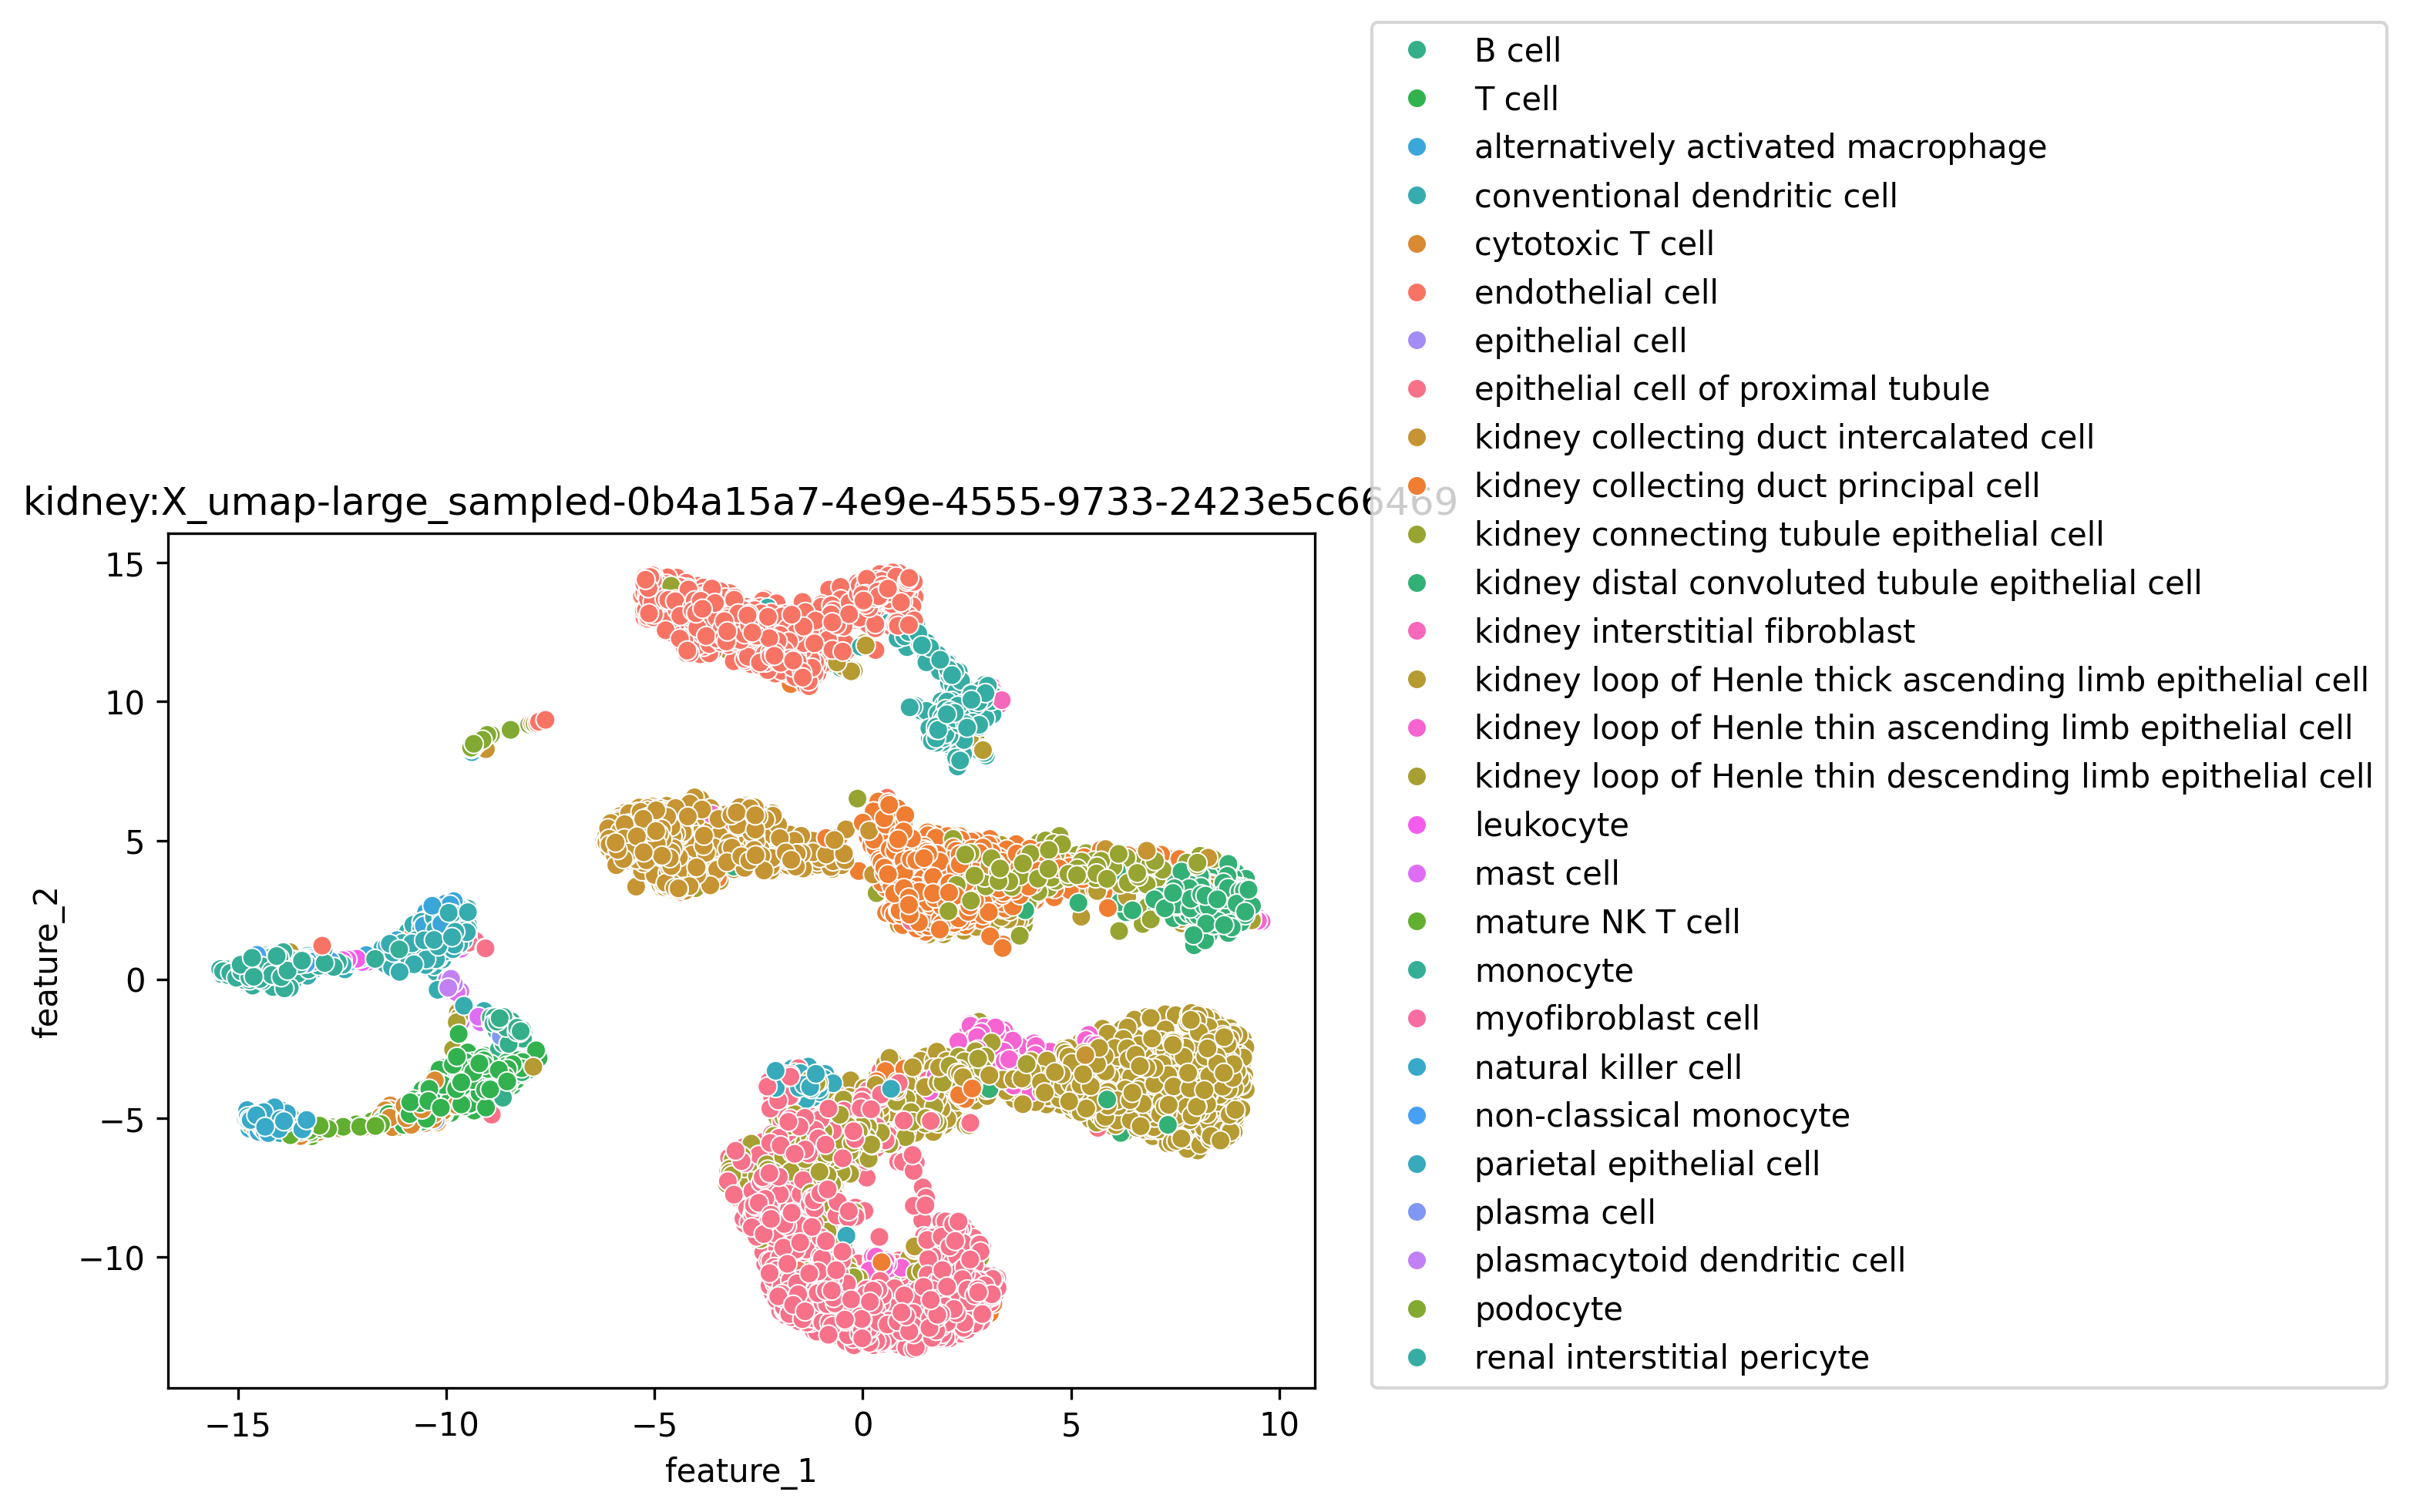 B cell
T cell
alternatively activated macrophage
conventional dendritic cell
cytotoxic T cell
endothelial cell
epithelial cell
epithelial cell of proximal tubule
kidney collecting duct intercalated cell
kidney collecting duct principal cell
kidney connecting tubule epithelial cell
kidney distal convoluted tubule epithelial cell
kidney interstitial fibroblast
kidney loop of Henle thick ascending limb epithelial cell
kidney loop of Henle thin ascending limb epithelial cell
kidney loop of Henle thin descending limb epithelial cell
leukocyte
mast cell
mature NK T cell
monocyte
myofibroblast cell
natural killer cell
non-classical monocyte
parietal epithelial cell
plasma cell
plasmacytoid dendritic cell
podocyte
renal interstitial pericyte
kidney:X_umap-large_sampled-0b4a15a7-4e9e-4555-9733-2423e5c66469
15
10
5
0
−5
−10
feature_2
−15
−10
−5
0
5
10
feature_1